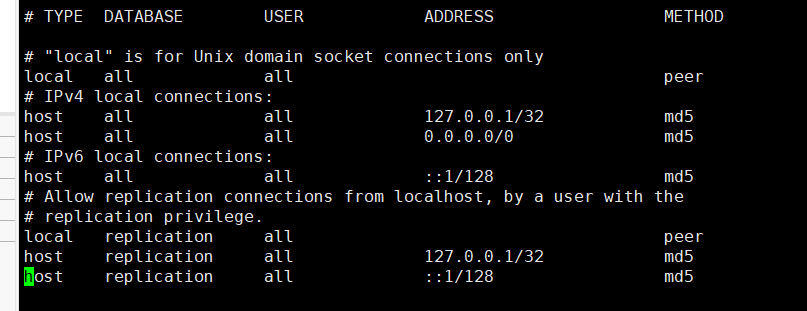 # TYPE  DATABASE        USER            ADDRESS                 METHOD
# "local" is for Unix domain socket connections only
local   all             all                                     peer
# IPv4 local connections:
host    all             all             127.0.0.1/32            md5
host    all             all             0.0.0.0/0               md5
# IPv6 local connections:
host    all             all             ::1/128                 md5
# Allow replication connections from localhost, by a user with the
# replication privilege.
local   replication     all                                     peer
host    replication     all             127.0.0.1/32            md5
host    replication     all             ::1/128                 md5